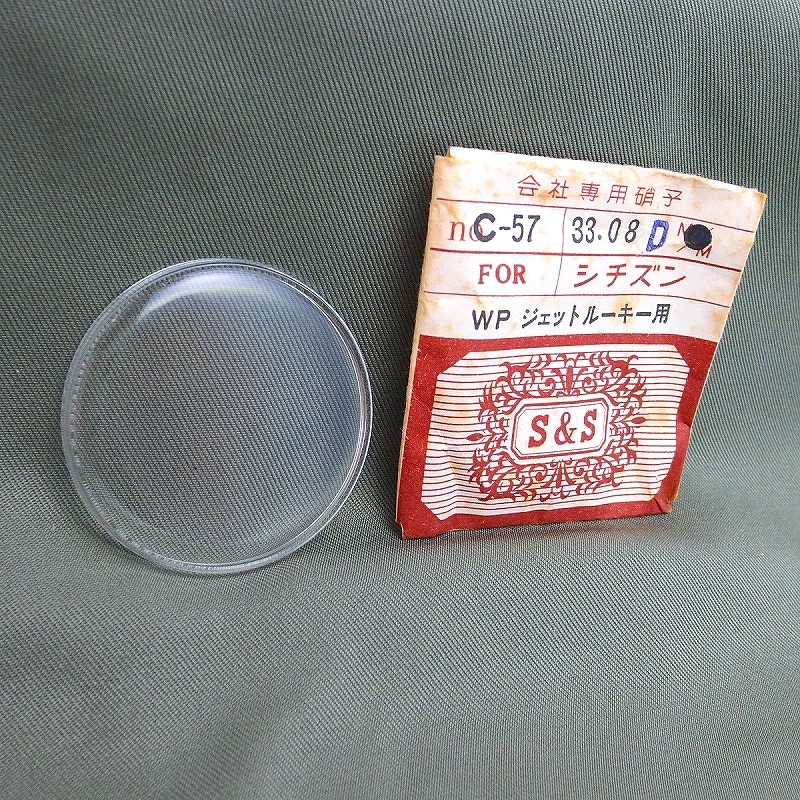 会社専用硝子
no C-57 33.08 D M/M
FOR シチズン
WP ジェットルーキー用
S&S